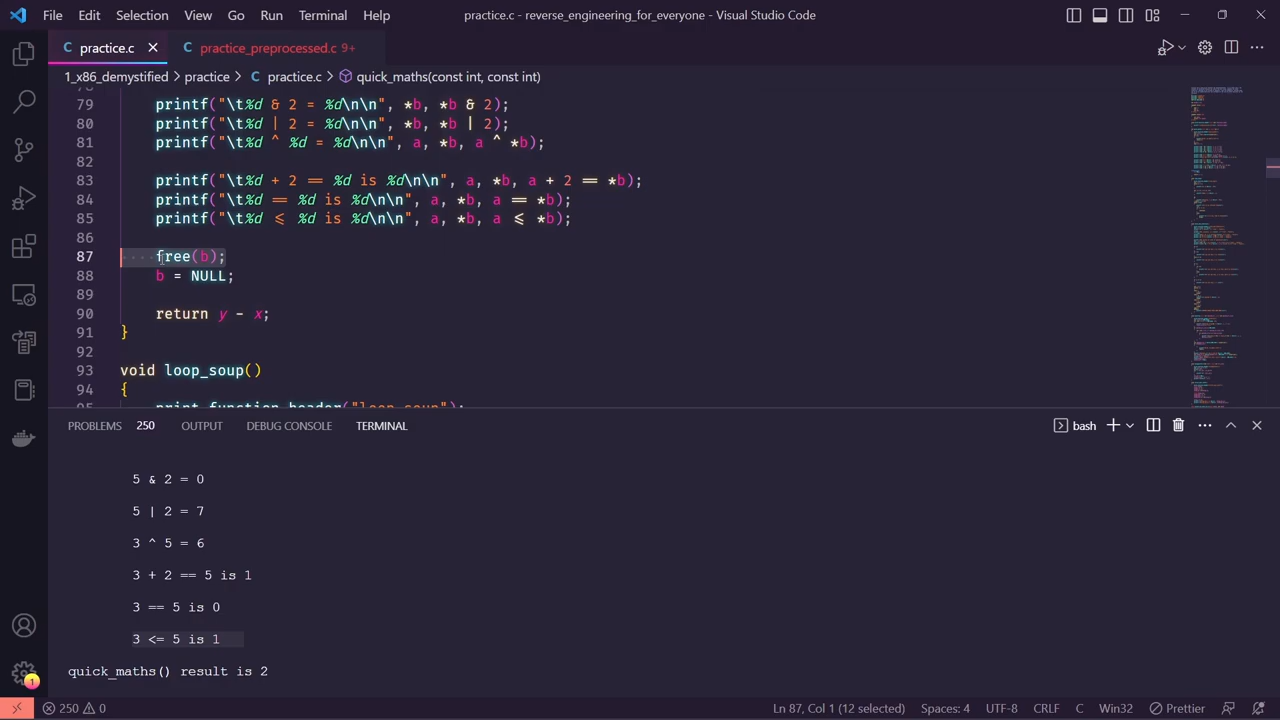 File Edit Selection View Go Run Terminal Help practice.c - reverse_engineering_for_everyone - Visual Studio Code
practice.c practice_preprocessed.c 9+
1_x86_demystified > practice > practice.c > quick_maths(const int, const int)
79 printf("\t%d & 2 = %d\n\n", *b, *b & 2);
80 printf("\t%d | 2 = %d\n\n", *b, *b | 2);
81 printf("\t%d ^ %d = %d\n\n", a, *b, a *b);
82
83 printf("\t%d + 2 == %d is %d\n\n", a, a + 2 == *b);
84 printf("\t%d == %d is %d\n\n", a, *b, == *b);
85 printf("\t%d <= %d is %d\n\n", a, *b, a <= *b);
86
87 free(b);
88 b = NULL;
89
90 return y - x;
91 }
92
93 void loop_soup()
94 {
95 print_function_header("loop_soup");
PROBLEMS 250 OUTPUT DEBUG CONSOLE TERMINAL bash
5 & 2 = 0
5 | 2 = 7
3 ^ 5 = 6
3 + 2 == 5 is 1
3 == 5 is 0
3 <= 5 is 1
quick_maths() result is 2
1
250 0 Ln 87, Col 1 (12 selected) Spaces: 4 UTF-8 CRLF C Win32 Prettier